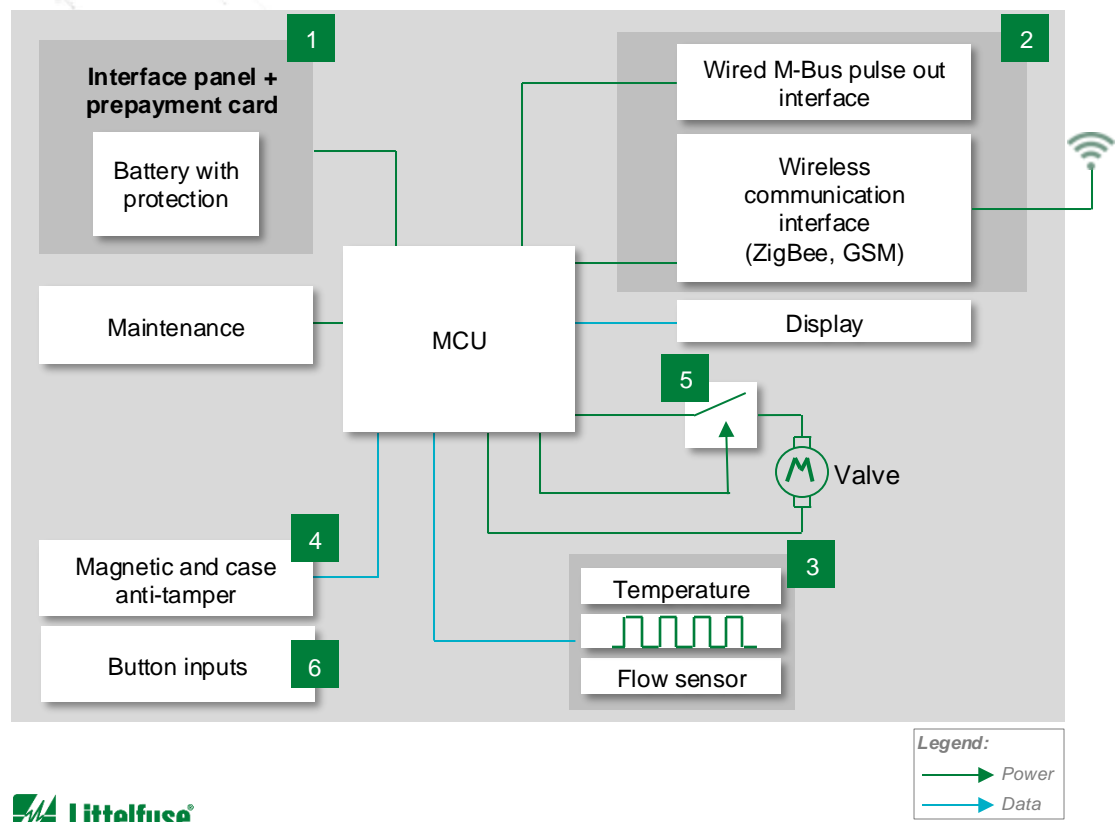 1
Interface panel +
prepayment card
Battery with
protection
2
Wired M-Bus pulse out
interface
Wireless
communication
interface
(ZigBee, GSM)
Maintenance
MCU
Display
5
M
Valve
4
Magnetic and case
anti-tamper
3
Temperature
Flow sensor
Button inputs
6
Legend:
Power
Data
Littelfuse®